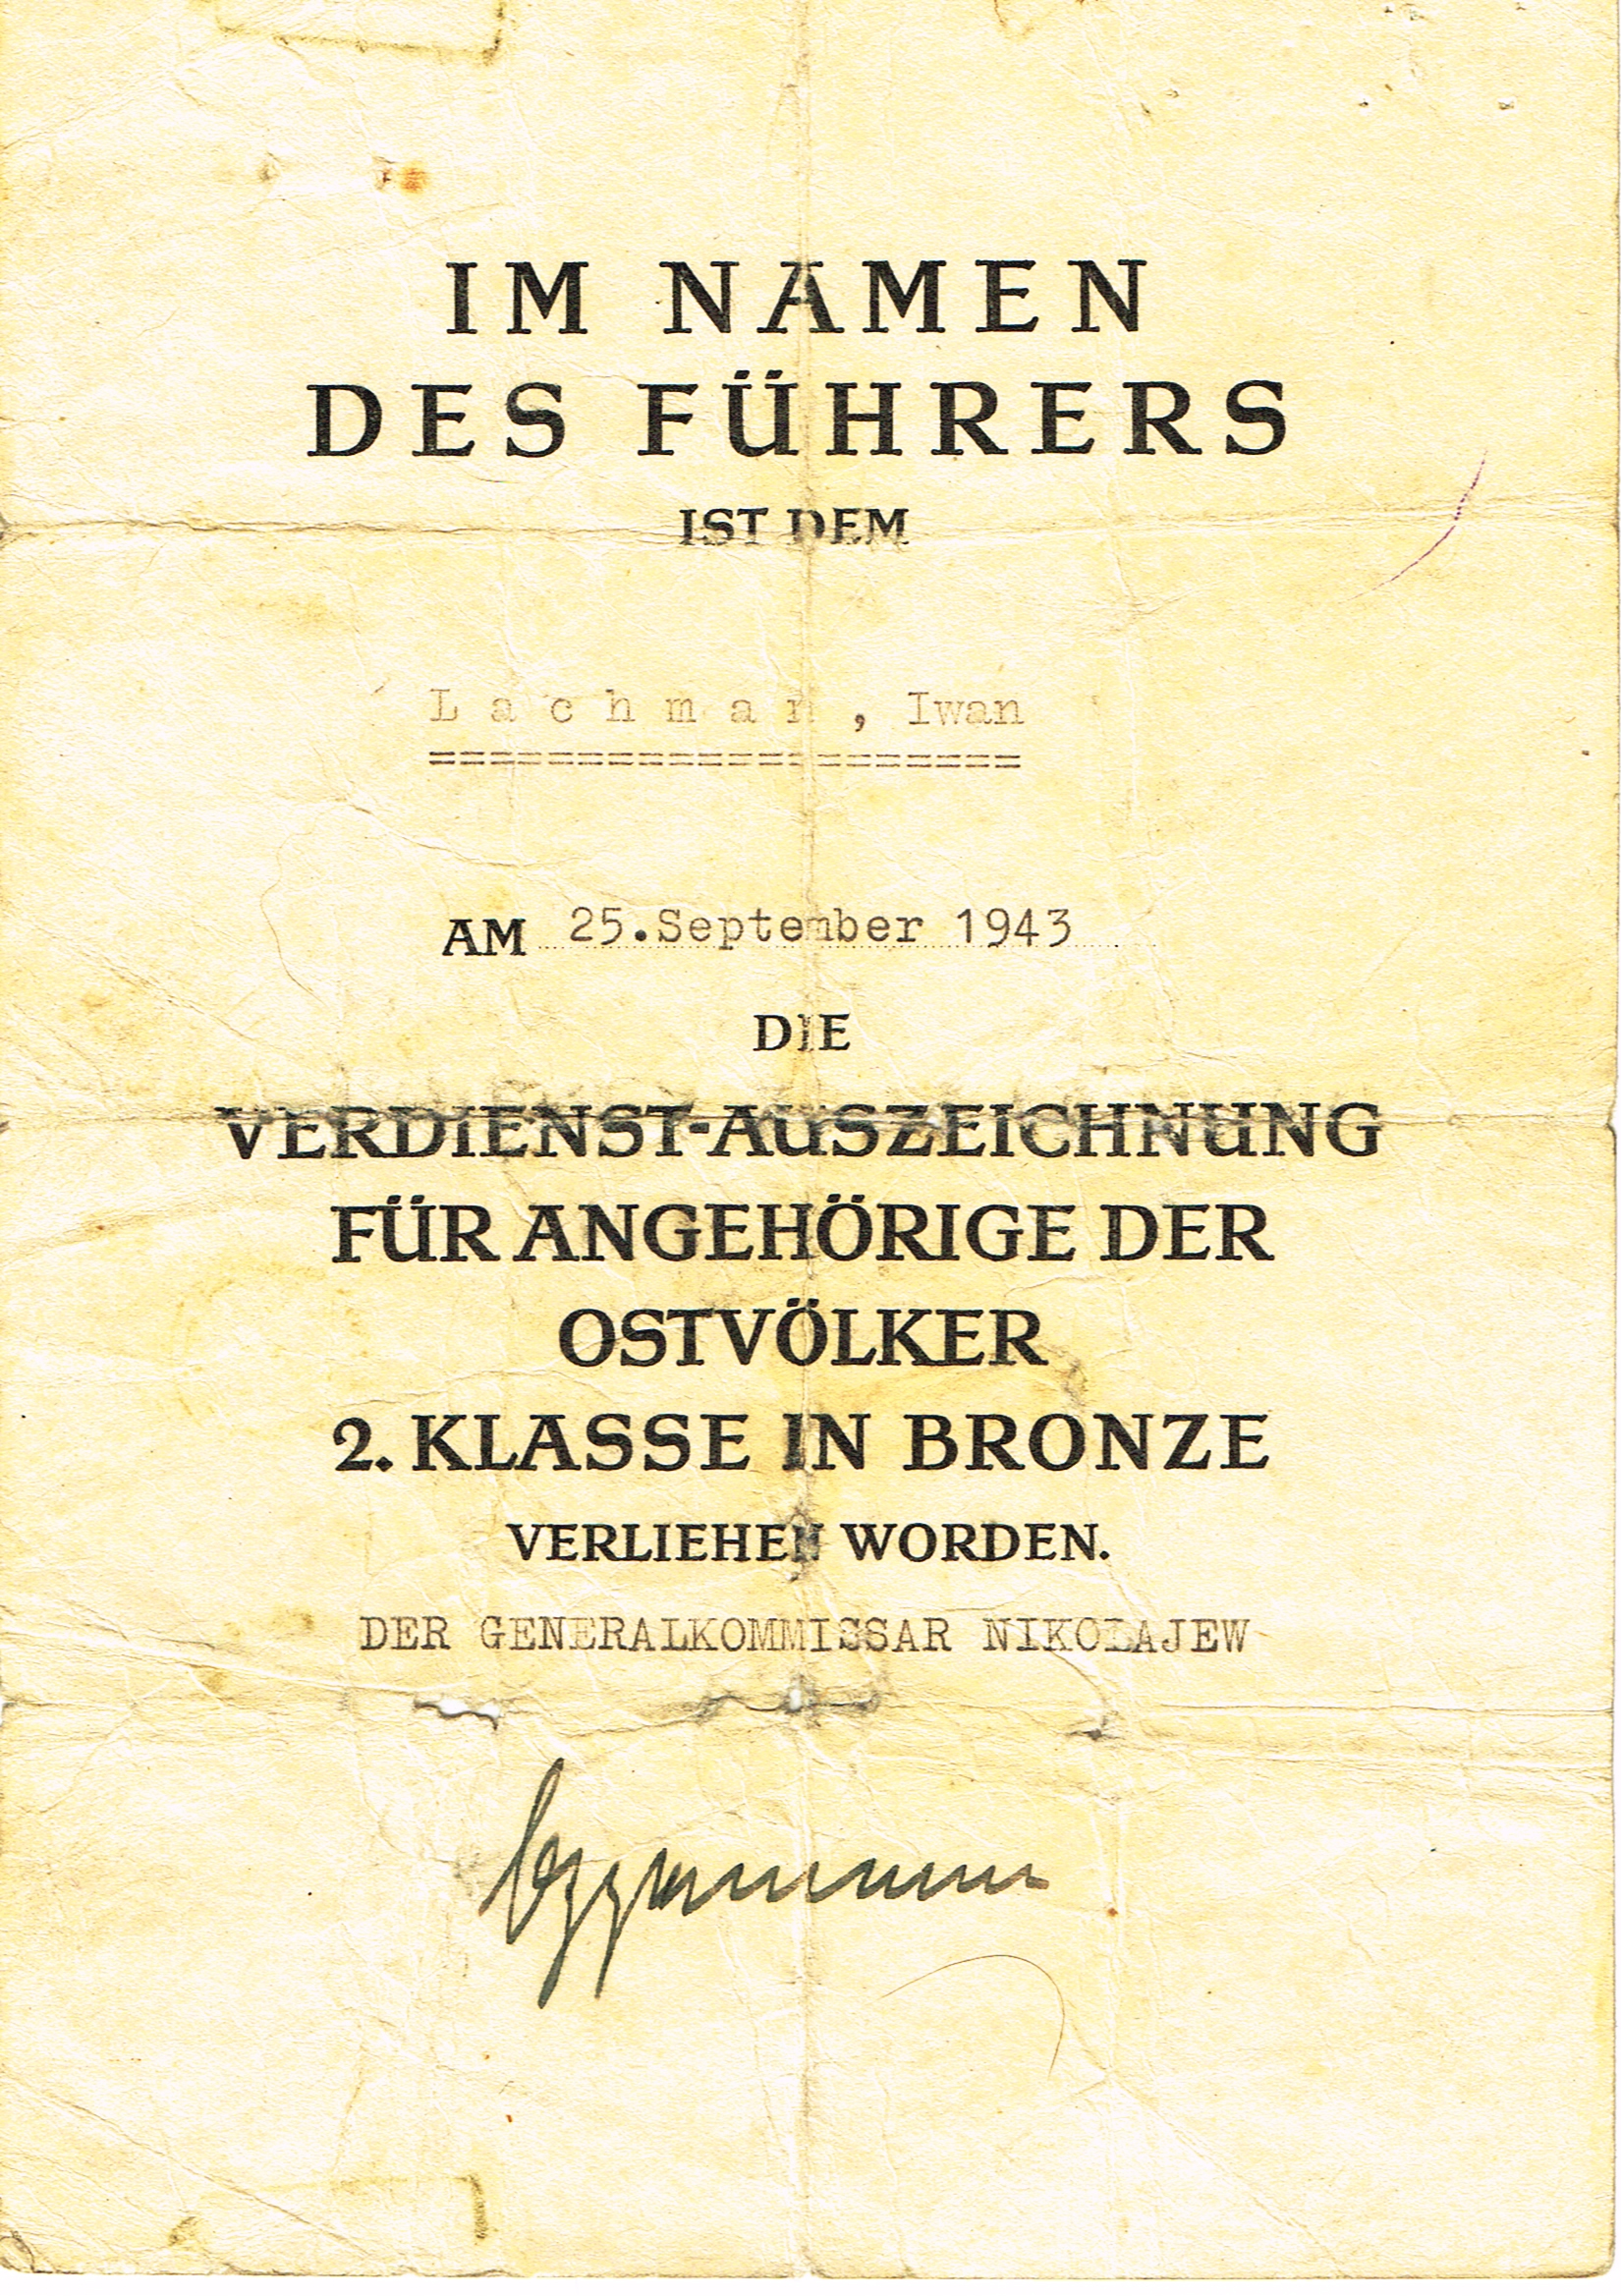 IM NAMEN
DES FÜHRERS
IST DEM
Lachman, Iwan
====================
AM 25.September 1943
DIE
VERDIENST-AUSZEICHNUNG
FÜR ANGEHÖRIGE DER
OSTVÖLKER
2. KLASSE IN BRONZE
VERLIEHEN WORDEN.
DER GENERALKOMMISSAR NIKOLAJEW